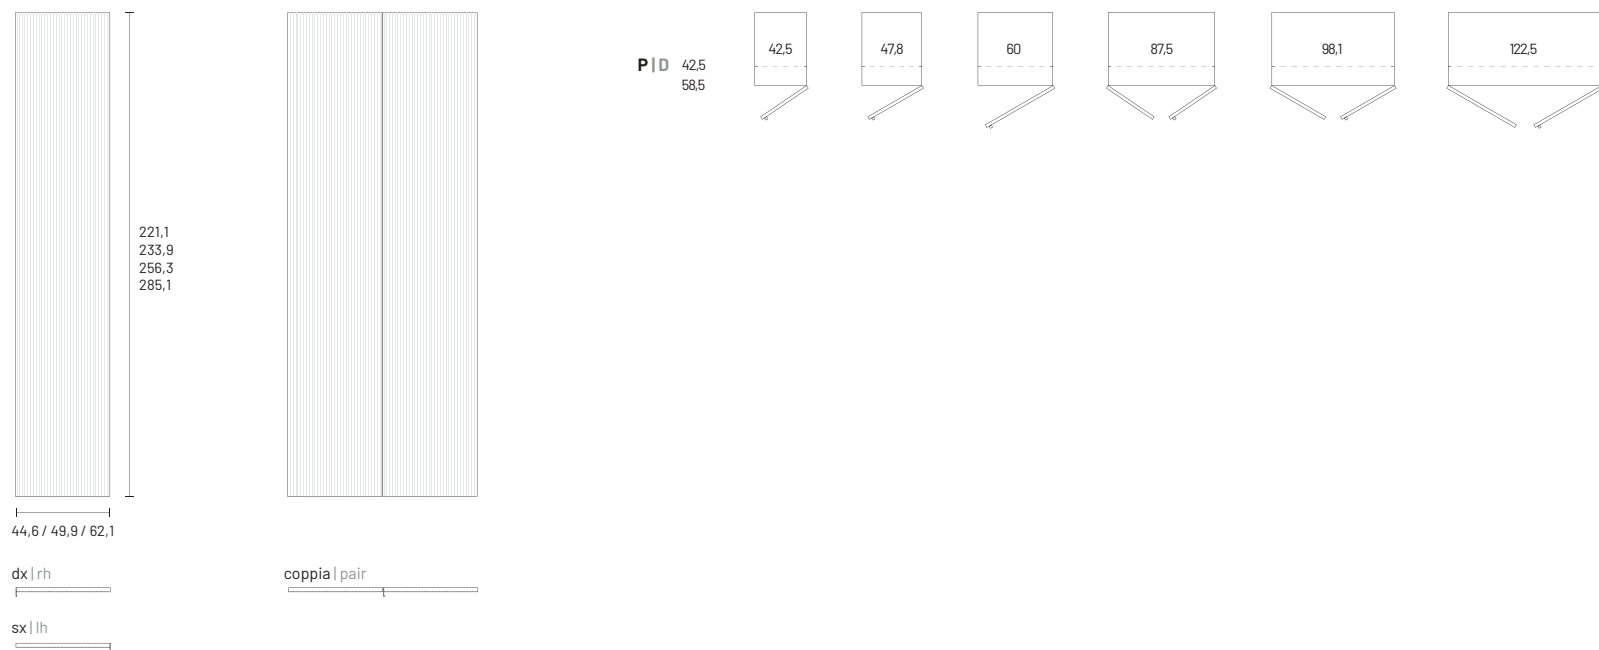 42,5
47,8
60
87,5
98,1
122,5
P|D 42,5
58,5
221,1
233,9
256,3
285,1
44,6 / 49,9 / 62,1
dx|rh
coppia|pair
sx|lh